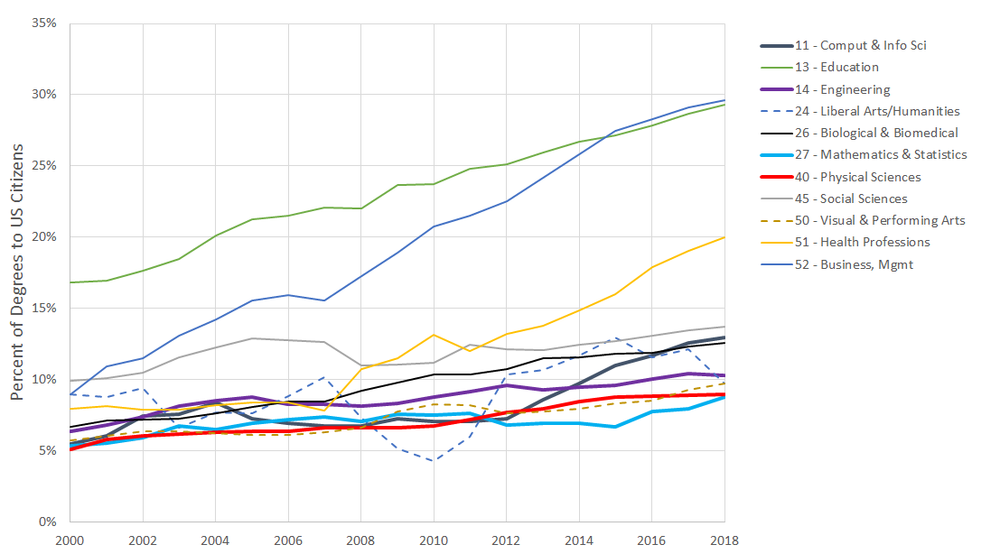 35%
30%
25%
20%
15%
10%
5%
0%
Percent of Degrees to US Citizens
2000 2002 2004 2006 2008 2010 2012 2014 2016 2018
11 - Comput & Info Sci
13 - Education
14 - Engineering
24 - Liberal Arts/Humanities
26 - Biological & Biomedical
27 - Mathematics & Statistics
40 - Physical Sciences
45 - Social Sciences
50 - Visual & Performing Arts
51 - Health Professions
52 - Business, Mgmt